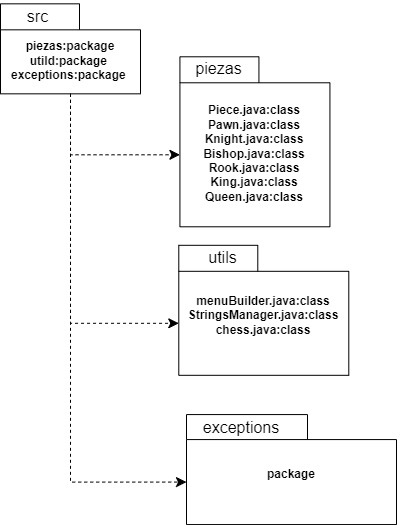 src
piezas:package
utild:package
exceptions:package
piezas
Piece.java:class
Pawn.java:class
Knight.java:class
Bishop.java:class
Rook.java:class
King.java:class
Queen.java:class
utils
menuBuilder.java:class
StringsManager.java:class
chess.java:class
exceptions
package